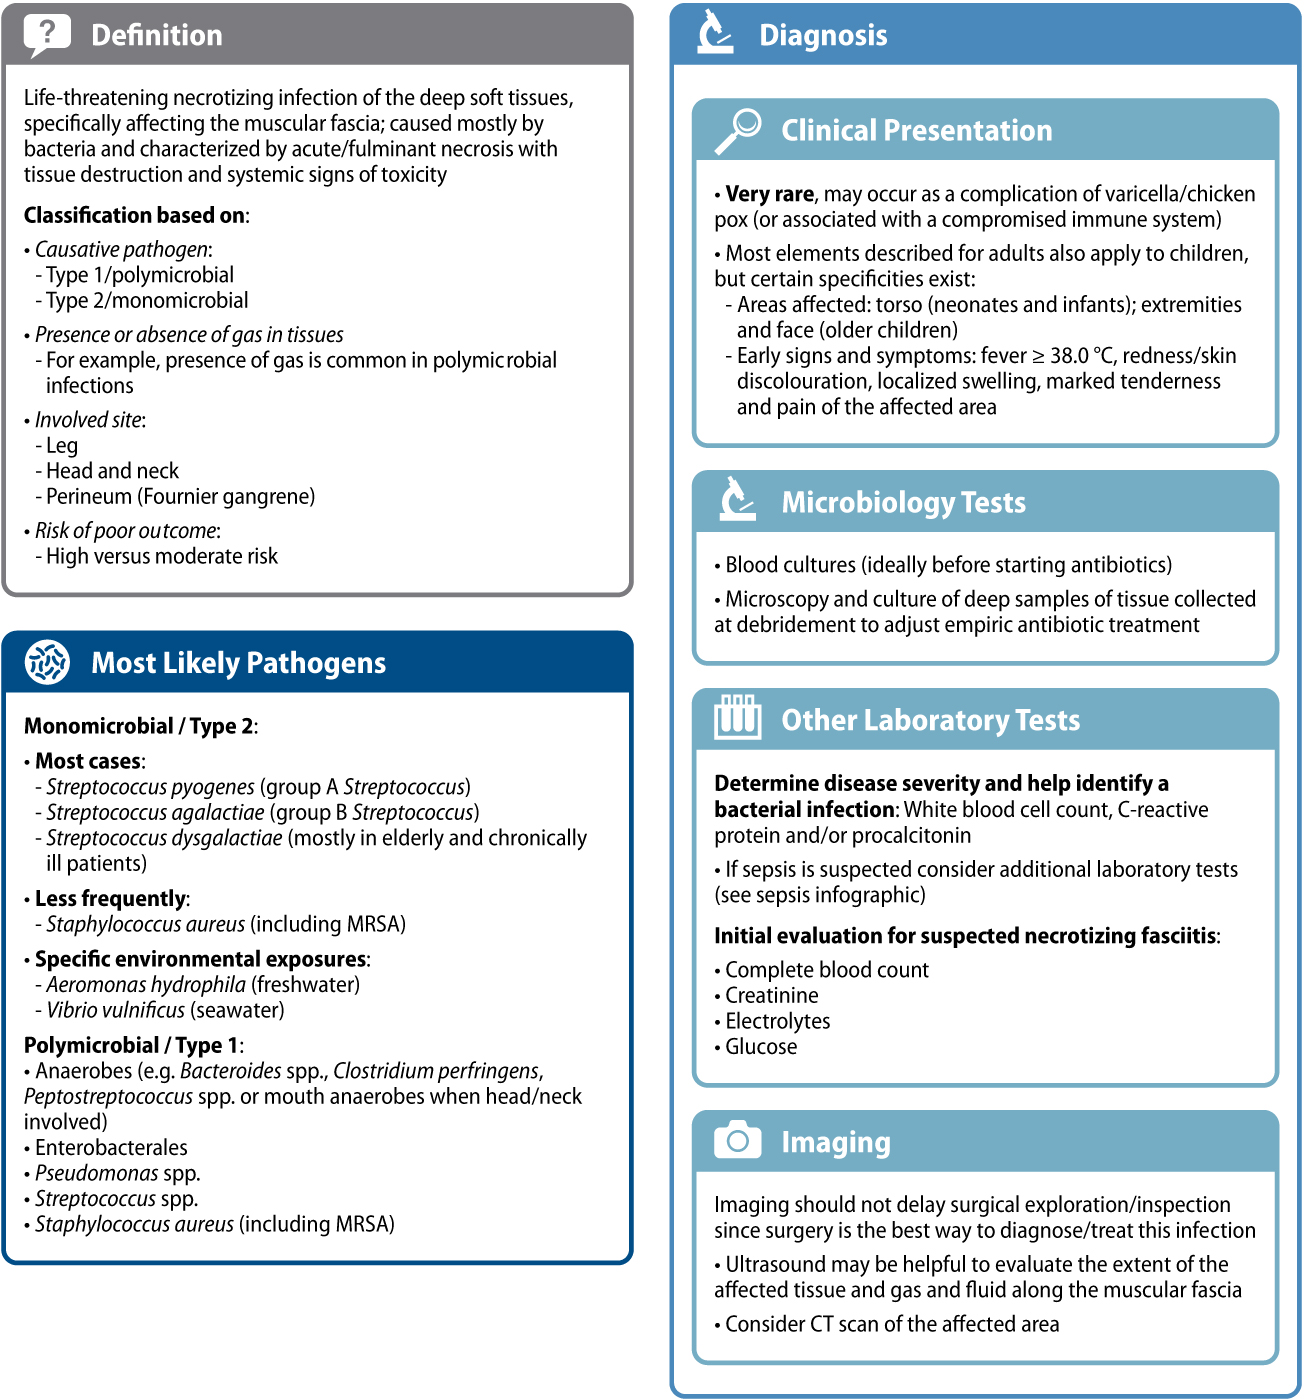 Definition
Life-threatening necrotizing infection of the deep soft tissues,
specifically affecting the muscular fascia; caused mostly by
bacteria and characterized by acute/fulminant necrosis with
tissue destruction and systemic signs of toxicity
Classification based on:
• Causative pathogen:
- Type 1/polymicrobial
- Type 2/monomicrobial
• Presence or absence of gas in tissues
- For example, presence of gas is common in polymicrobial
infections
• Involved site:
- Leg
- Head and neck
- Perineum (Fournier gangrene)
• Risk of poor outcome:
- High versus moderate risk
Most Likely Pathogens
Monomicrobial / Type 2:
• Most cases:
- Streptococcus pyogenes (group A Streptococcus)
- Streptococcus agalactiae (group B Streptococcus)
- Streptococcus dysgalactiae (mostly in elderly and chronically
ill patients)
• Less frequently:
- Staphylococcus aureus (including MRSA)
• Specific environmental exposures:
- Aeromonas hydrophila (freshwater)
- Vibrio vulnificus (seawater)
Polymicrobial / Type 1:
• Anaerobes (e.g. Bacteroides spp., Clostridium perfringens,
Peptostreptococcus spp. or mouth anaerobes when head/neck
involved)
• Enterobacterales
• Pseudomonas spp.
• Streptococcus spp.
• Staphylococcus aureus (including MRSA)
Diagnosis
Clinical Presentation
• Very rare, may occur as a complication of varicella/chicken
pox (or associated with a compromised immune system)
• Most elements described for adults also apply to children,
but certain specificities exist:
- Areas affected: torso (neonates and infants); extremities
and face (older children)
- Early signs and symptoms: fever ≥ 38.0 °C, redness/skin
discolouration, localized swelling, marked tenderness
and pain of the affected area
Microbiology Tests
• Blood cultures (ideally before starting antibiotics)
• Microscopy and culture of deep samples of tissue collected
at debridement to adjust empiric antibiotic treatment
Other Laboratory Tests
Determine disease severity and help identify a
bacterial infection: White blood cell count, C-reactive
protein and/or procalcitonin
• If sepsis is suspected consider additional laboratory tests
(see sepsis infographic)
Initial evaluation for suspected necrotizing fasciitis:
• Complete blood count
• Creatinine
• Electrolytes
• Glucose
Imaging
Imaging should not delay surgical exploration/inspection
since surgery is the best way to diagnose/treat this infection
• Ultrasound may be helpful to evaluate the extent of the
affected tissue and gas and fluid along the muscular fascia
• Consider CT scan of the affected area